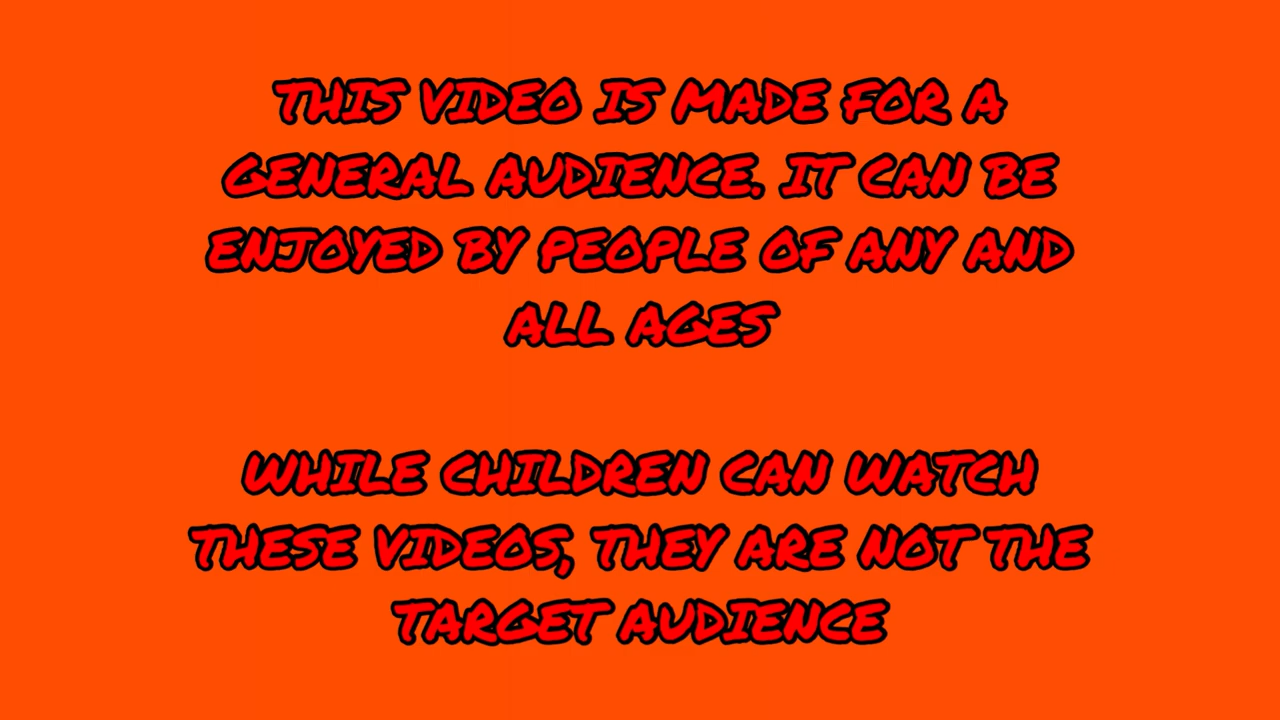 THIS VIDEO IS MADE FOR A
GENERAL AUDIENCE. IT CAN BE
ENJOYED BY PEOPLE OF ANY AND
ALL AGES
WHILE CHILDREN CAN WATCH
THESE VIDEOS, THEY ARE NOT THE
TARGET AUDIENCE